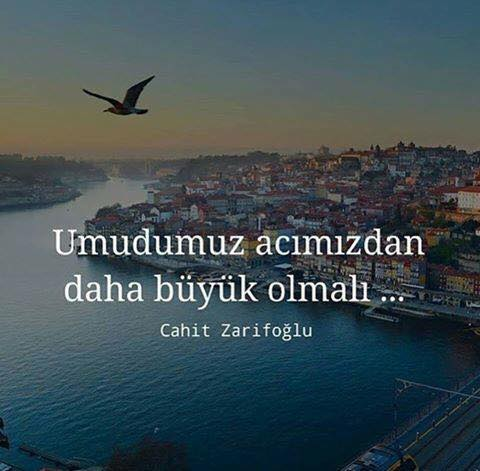 Umudumuz acımızdan
daha büyük olmalı ...
Cahit Zarifoğlu